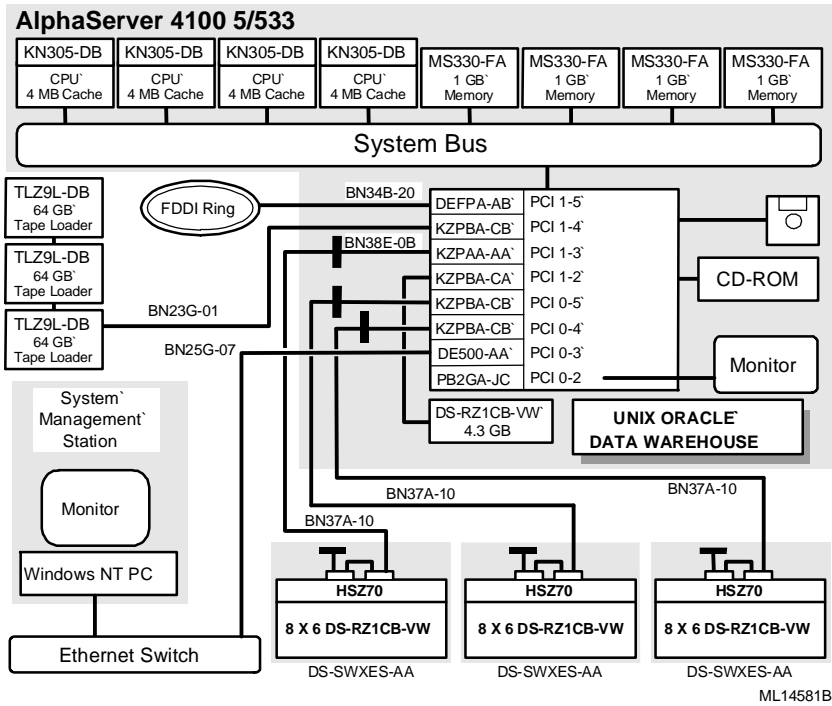 AlphaServer 4100 5/533
KN305-DB
CPU`
4 MB Cache
KN305-DB
CPU`
4 MB Cache
KN305-DB
CPU`
4 MB Cache
KN305-DB
CPU`
4 MB Cache
MS330-FA
1 GB`
Memory
MS330-FA
1 GB`
Memory
MS330-FA
1 GB`
Memory
MS330-FA
1 GB`
Memory
System Bus
TLZ9L-DB
64 GB`
Tape Loader
TLZ9L-DB
64 GB`
Tape Loader
TLZ9L-DB
64 GB`
Tape Loader
FDDI Ring
BN34B-20
BN38E-0B
BN23G-01
BN25G-07
DEFPA-AB` PCI 1-5`
KZPBA-CB` PCI 1-4`
KZPAA-AA` PCI 1-3`
KZPBA-CA` PCI 1-2`
KZPBA-CB` PCI 0-5`
KZPBA-CB` PCI 0-4`
DE500-AA` PCI 0-3`
PB2GA-JC PCI 0-2
CD-ROM
Monitor
DS-RZ1CB-VW`
4.3 GB
UNIX ORACLE`
DATA WAREHOUSE
System`
Management`
Station
Monitor
Windows NT PC
Ethernet Switch
BN37A-10
BN37A-10
BN37A-10
HSZ70
8 X 6 DS-RZ1CB-VW
DS-SWXES-AA
HSZ70
8 X 6 DS-RZ1CB-VW
DS-SWXES-AA
HSZ70
8 X 6 DS-RZ1CB-VW
DS-SWXES-AA
ML14581B